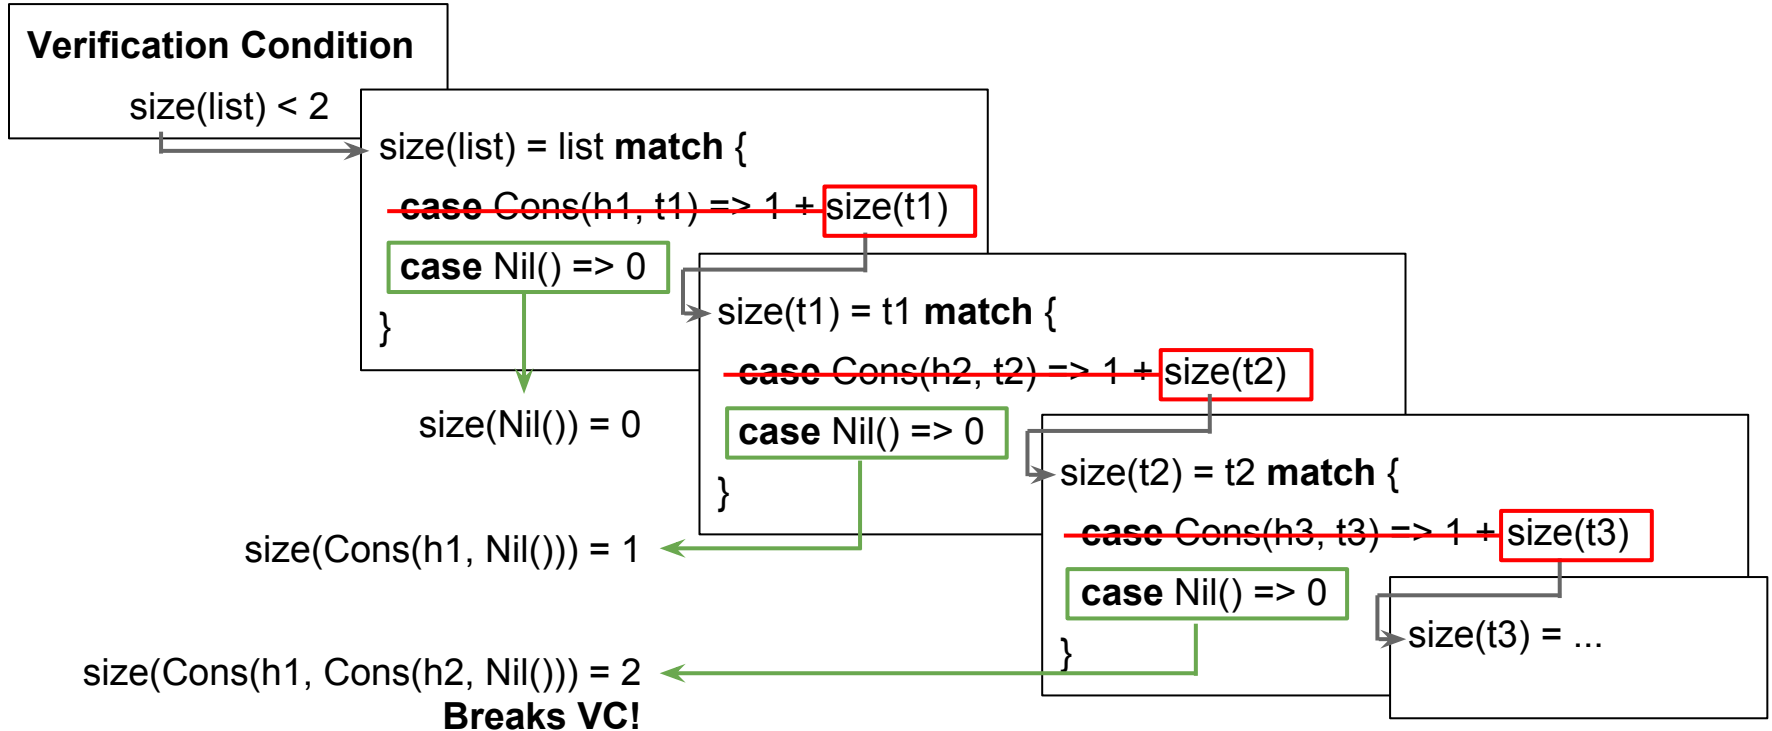 Verification Condition
size(list) < 2
size(list) = list match {
case Cons(h1, t1) => 1 + size(t1)
case Nil() => 0
}
size(Nil()) = 0
size(t1) = t1 match {
case Cons(h2, t2) => 1 + size(t2)
case Nil() => 0
}
size(Cons(h1, Nil())) = 1
size(t2) = t2 match {
case Cons(h3, t3) => 1 + size(t3)
case Nil() => 0
}
size(t3) = ...
size(Cons(h1, Cons(h2, Nil())) = 2
Breaks VC!